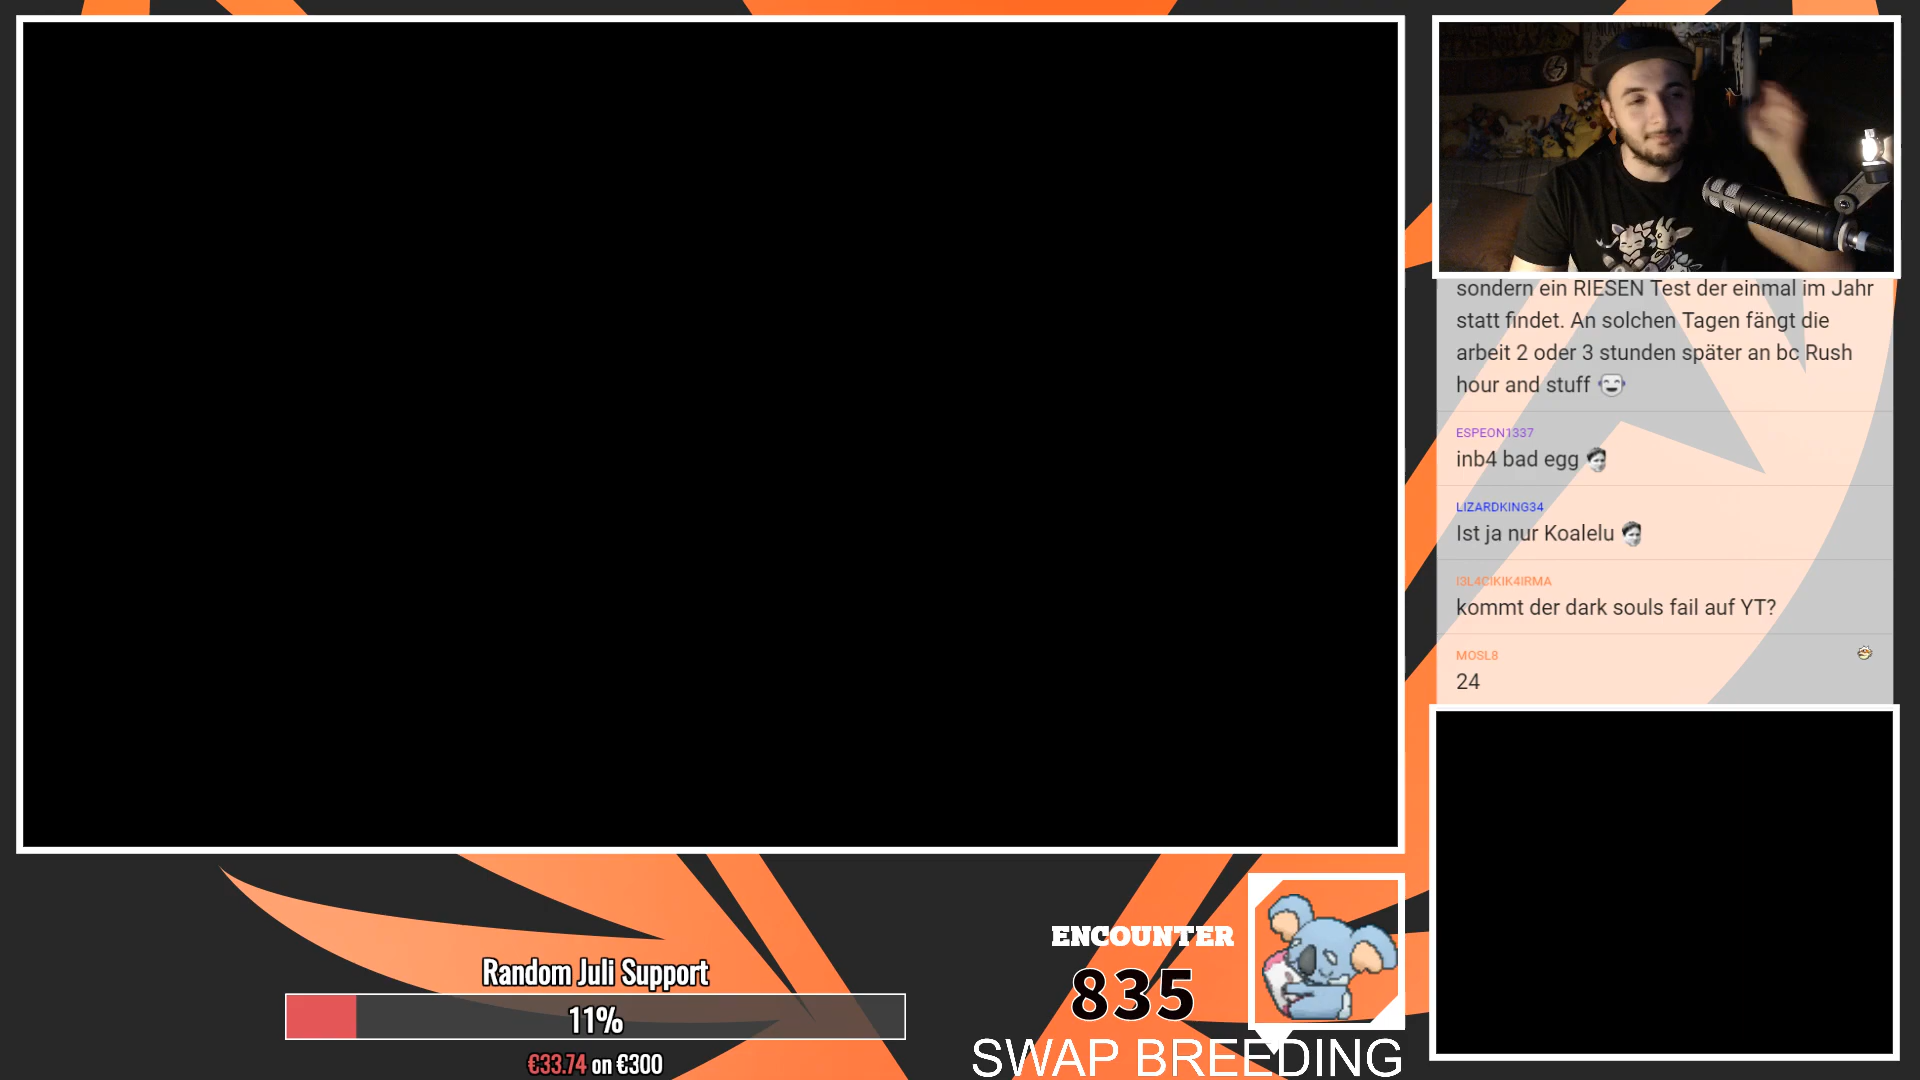 sondern ein RIESEN Test der einmal im Jahr
statt findet. An solchen Tagen fängt die
arbeit 2 oder 3 stunden später an bc Rush
hour and stuff
ESPEON1337
inb4 bad egg
LIZARDKING34
Ist ja nur Koalelu
I3L4CIKIK4IRMA
kommt der dark souls fail auf YT?
MOSL8
24
Random Juli Support
11%
€33.74 on €300
ENCOUNTER
835
SWAP BREEDING